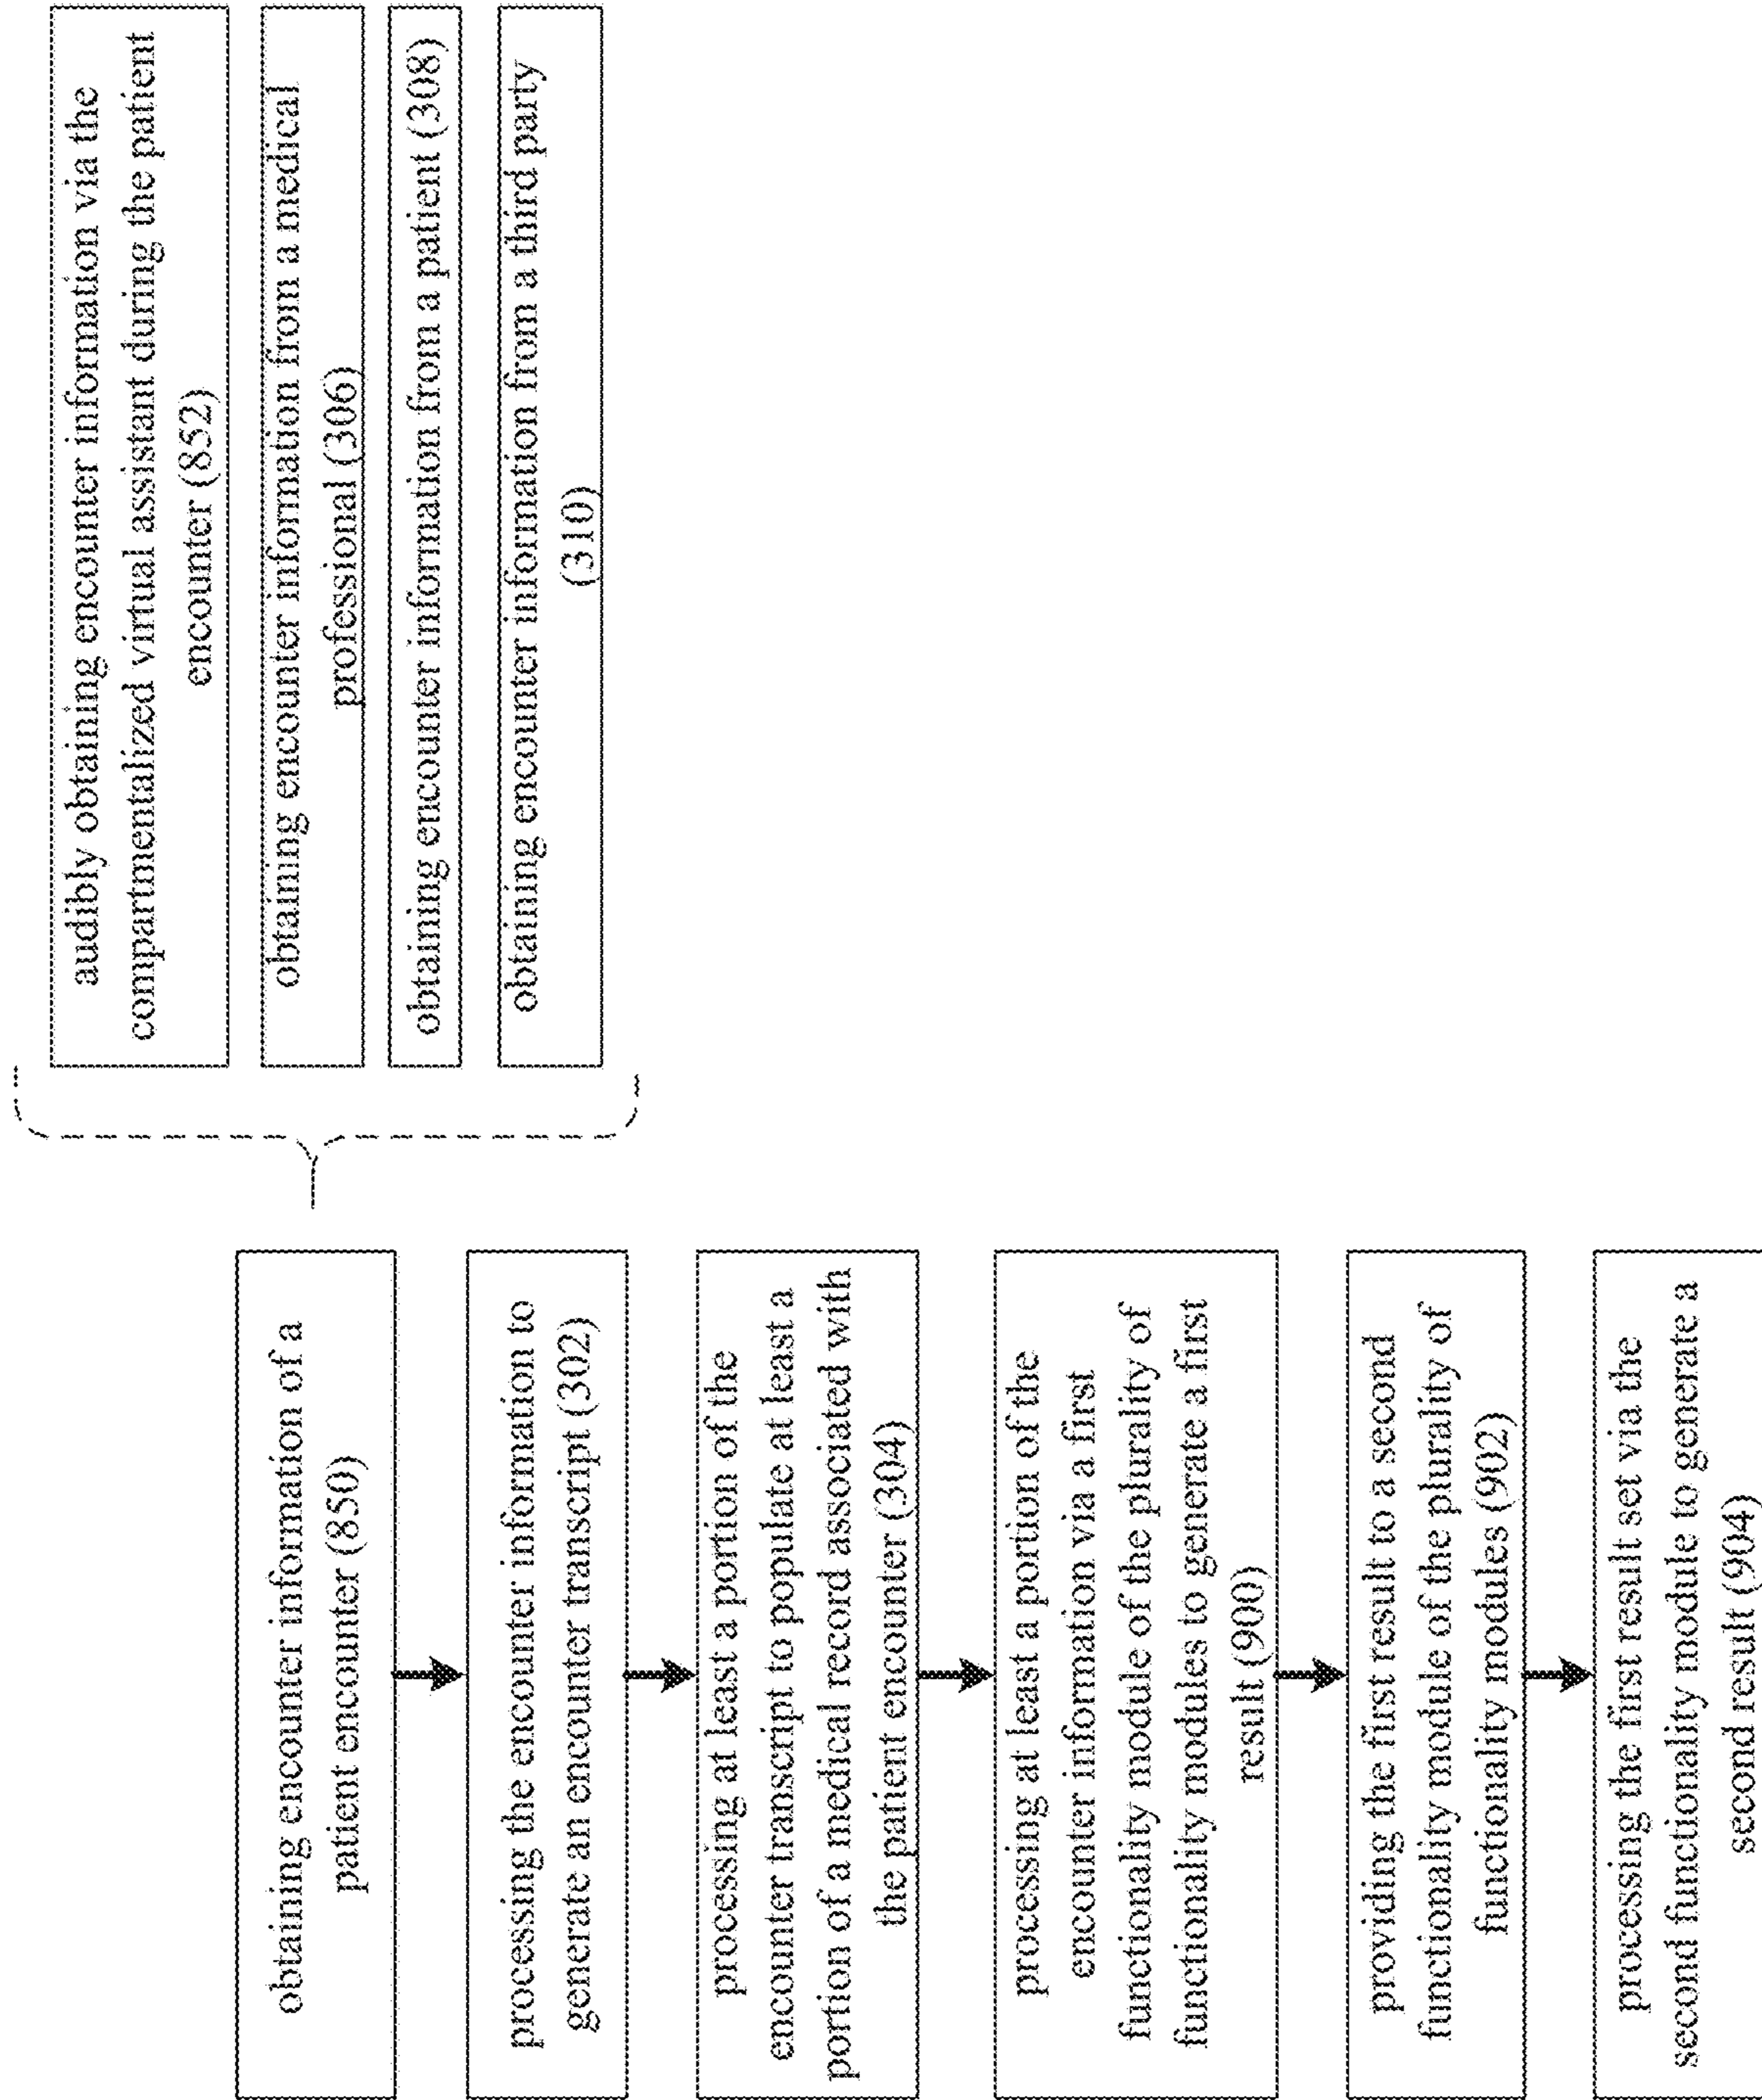 obtaining encounter information of a
patient encounter (850)
processing the encounter information to
generate an encounter transcript (302)
processing at least a portion of the
encounter transcript to populate at least a
portion of a medical record associated with
the patient encounter (304)
processing at least a portion of the
encounter information via a first
functionality module of the plurality of
functionality modules to generate a first
result (900)
providing the first result to a second
functionality module of the plurality of
functionality modules (902)
processing the first result set via the
second functionality module to generate a
second result (904)
audibly obtaining encounter information via the
compartmentalized virtual assistant during the patient
encounter (852)
obtaining encounter information from a medical
professional (306)
obtaining encounter information from a patient (308)
obtaining encounter information from a third party
(310)